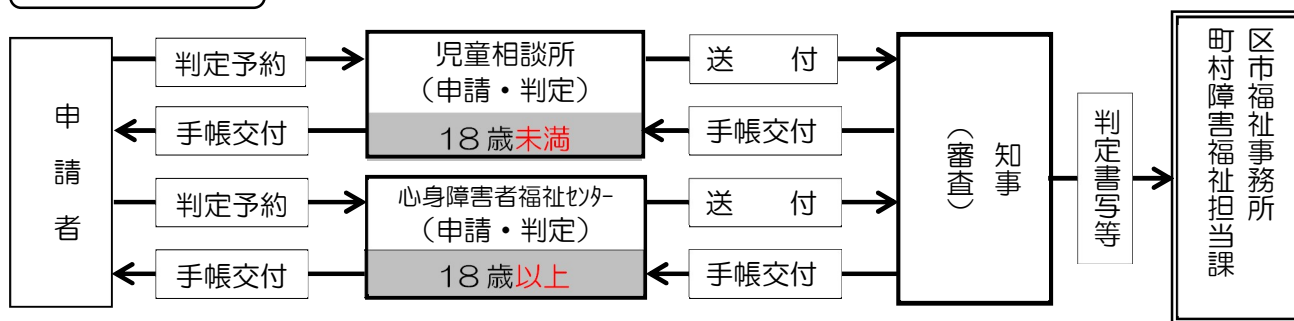 申請者
判定予約
手帳交付
判定予約
手帳交付
児童相談所
（申請・判定）
18歳未満
心身障害者福祉ｾﾝﾀｰ
（申請・判定）
18歳以上
送　付
手帳交付
送　付
手帳交付
知事
（審査）
判定書写等
区市福祉事務所
町村障害福祉担当課